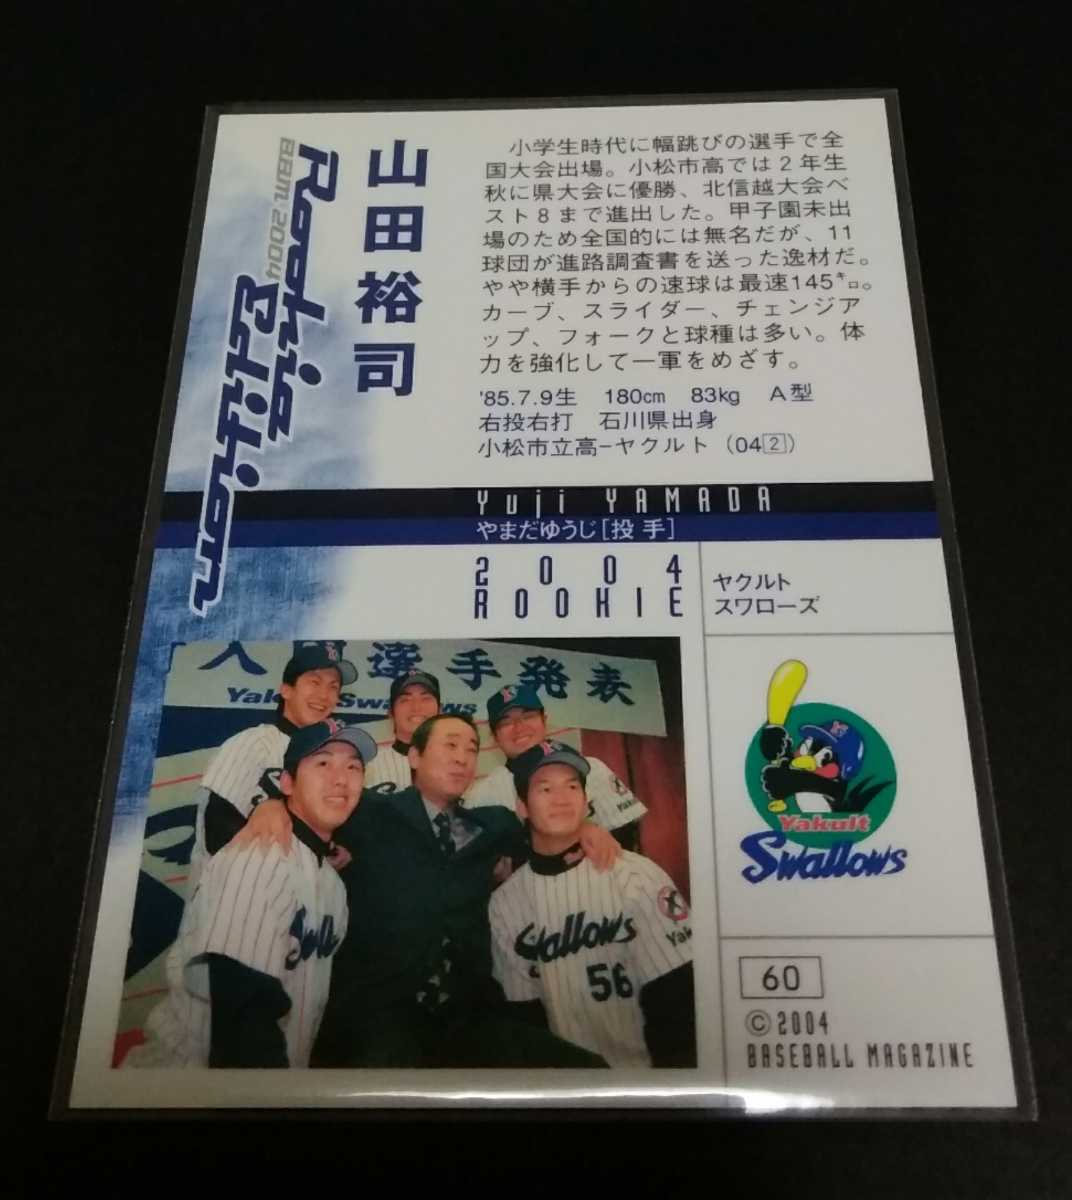 BBM 2004
Rookie
Edition
山田裕司
小学生時代に幅跳びの選手で全
国大会出場。小松市高では2年生
秋に県大会に優勝、北信越大会ベ
スト8まで進出した。甲子園未出
場のため全国的には無名だが、11
球団が進路調査書を送った逸材だ。
やや横手からの速球は最速145㌔。
カーブ、スライダー、チェンジア
ップ、フォークと球種は多い。体
力を強化して一軍をめざす。
'85.7.9生 180cm 83kg A型
右投右打 石川県出身
小松市立高−ヤクルト (04②)
Yuji YAMADA
やまだゆうじ[投手]
2004
ROOKIE
ヤクルト
スワローズ
選手発表
Yakult Swallows
Swallows
56
Yakult
Swallows
60
©2004
BASEBALL MAGAZINE